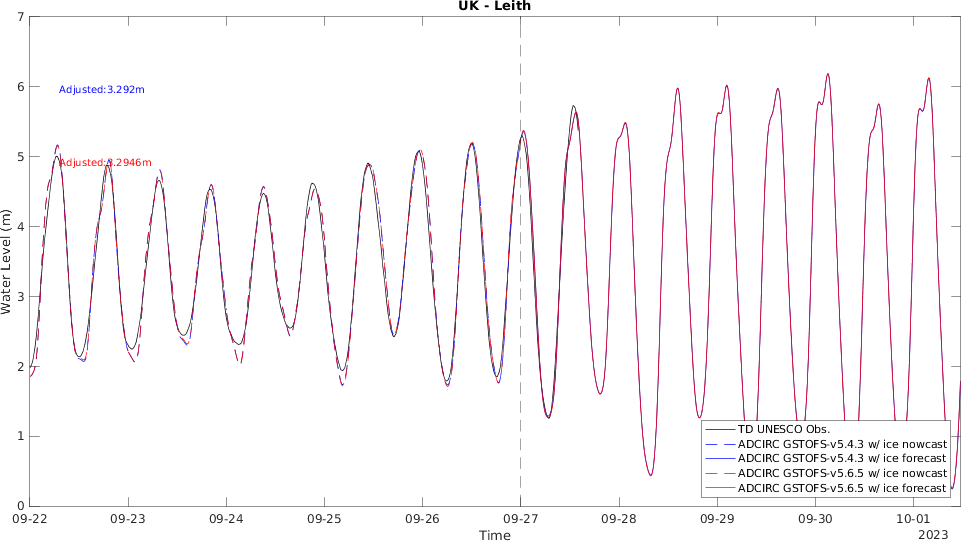 UK - Leith
7
6
5
4
3
2
1
0
Water Level (m)
Adjusted:3.292m
Adjusted:3.2946m
TD UNESCO Obs.
ADCIRC GSTOFS-v5.4.3 w/ ice nowcast
ADCIRC GSTOFS-v5.4.3 w/ ice forecast
ADCIRC GSTOFS-v5.6.5 w/ ice nowcast
ADCIRC GSTOFS-v5.6.5 w/ ice forecast
09-22 09-23 09-24 09-25 09-26 09-27 09-28 09-29 09-30 10-01
Time
2023